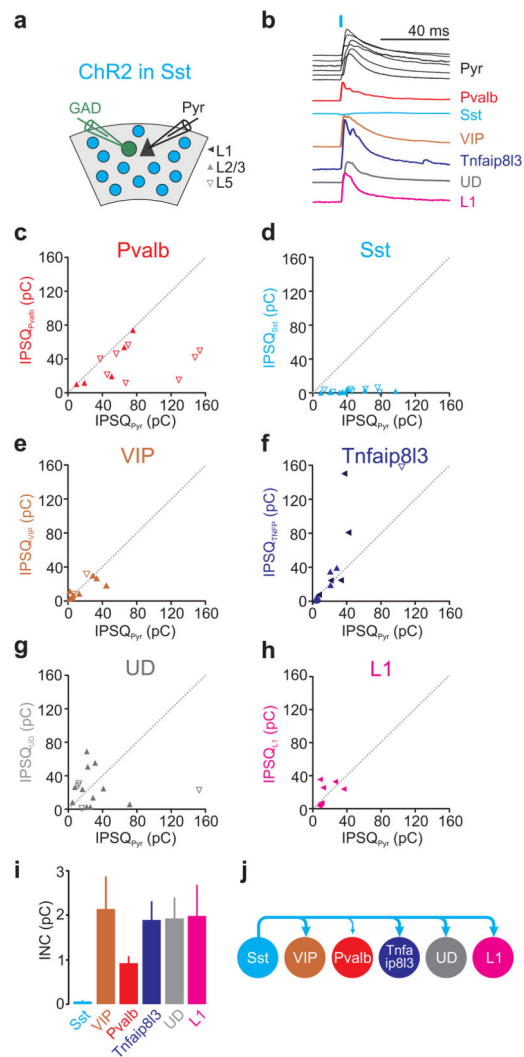 a
ChR2 in Sst
GAD
Pyr
L1
L2/3
L5
b
40 ms
Pyr
Pvalb
Sst
VIP
Tnfaip8l3
UD
L1
c
Pvalb
160
120
80
40
0
0 40 80 120 160
IPSQPvalb (pC)
IPSQPyr (pC)
d
Sst
160
120
80
40
0
0 40 80 120 160
IPSQSst (pC)
IPSQPyr (pC)
e
VIP
160
120
80
40
0
0 40 80 120 160
IPSQVIP (pC)
IPSQPyr (pC)
f
Tnfaip8l3
160
120
80
40
0
0 40 80 120 160
IPSQTNFP (pC)
IPSQPyr (pC)
g
UD
160
120
80
40
0
0 40 80 120 160
IPSQUD (pC)
IPSQPyr (pC)
h
L1
160
120
80
40
0
0 40 80 120 160
IPSQL1 (pC)
IPSQPyr (pC)
i
3
2
1
0
INC (pC)
Sst
VIP
Pvalb
Tnfaip8l3
UD
L1
j
Sst
VIP
Pvalb
Tnfa
ip8l3
UD
L1